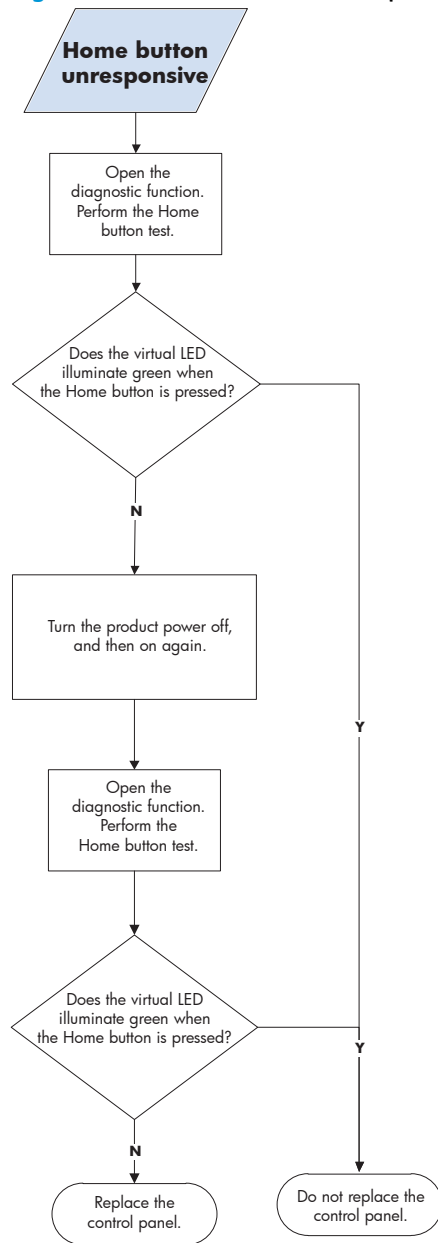 Home button
unresponsive
Open the
diagnostic function.
Perform the Home
button test.
Does the virtual LED
illuminate green when
the Home button is pressed?
N
Turn the product power off,
and then on again.
Y
Open the
diagnostic function.
Perform the
Home button test.
Does the virtual LED
illuminate green when
the Home button is pressed?
Y
N
Replace the
control panel.
Do not replace the
control panel.